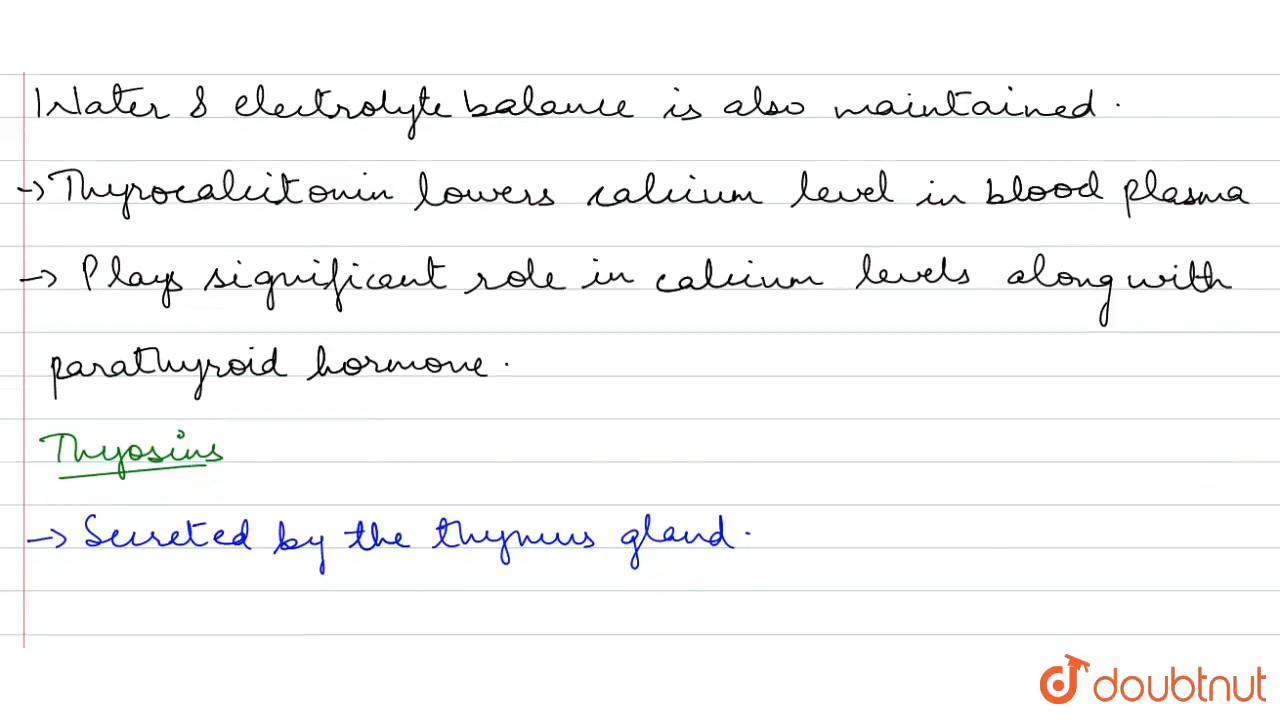 Water & electrolyte balance is also maintained.
→ Thyrocalcitonin lowers calcium level in blood plasma
→ Plays significant role in calcium levels along with
parathyroid hormone.
Thyosins
→ Secreted by the thymus gland.
doubtnut